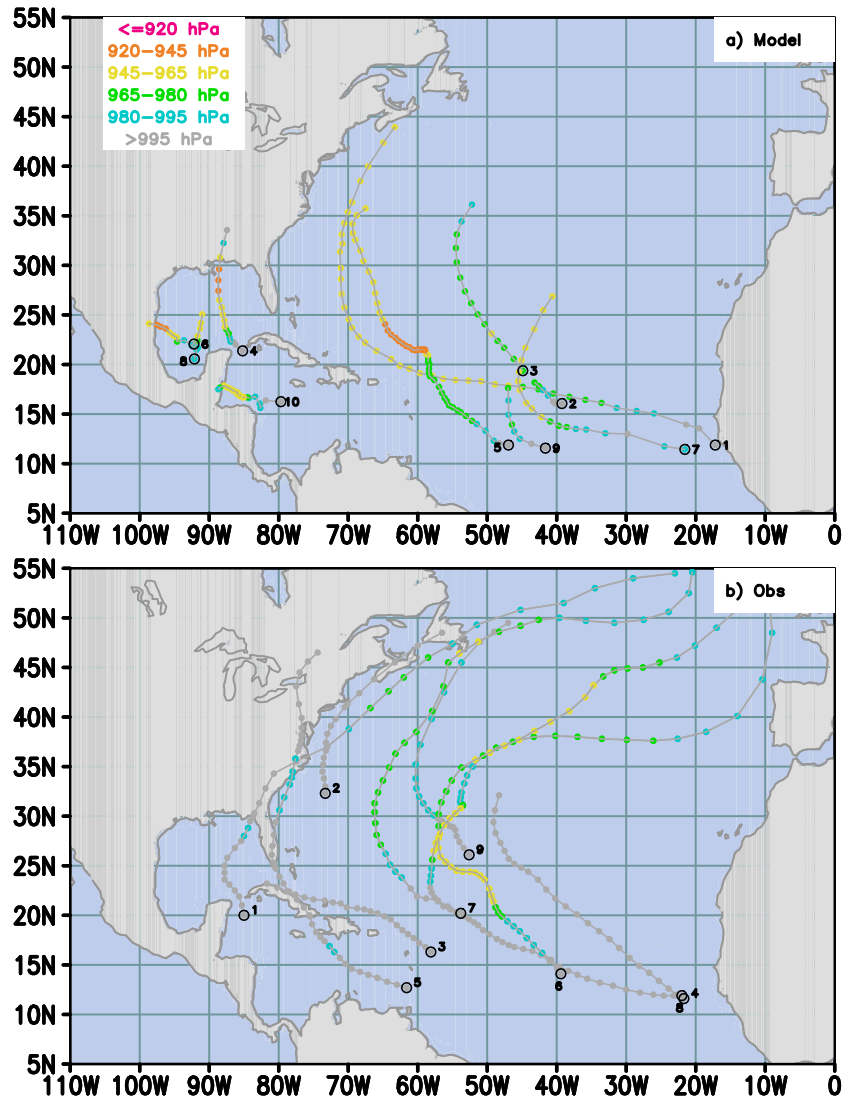 55N
<=920 hPa
a) Model
920−945 hPa
50N
945−965 hPa
965−980 hPa
45N
980−995 hPa
>995 hPa
40N
35N
30N
25N
6
4
8
20N
3
10
2
15N
5
9
7
1
10N
5N
110W 100W 90W 80W 70W 60W 50W 40W 30W 20W 10W 0
55N
b) Obs
50N
45N
40N
35N
2
30N
9
25N
1
7
20N
3
15N
5
6
4
8
10N
5N
110W 100W 90W 80W 70W 60W 50W 40W 30W 20W 10W 0